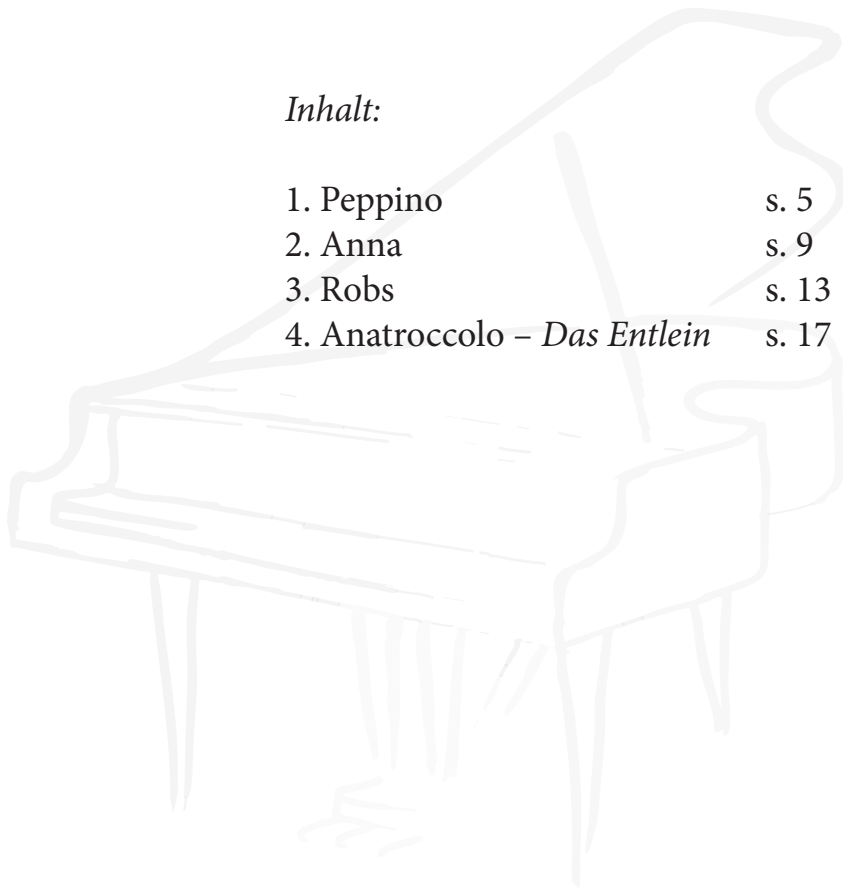 Inhalt:
1. Peppino s. 5
2. Anna s. 9
3. Robs s. 13
4. Anatroccolo – Das Entlein s. 17